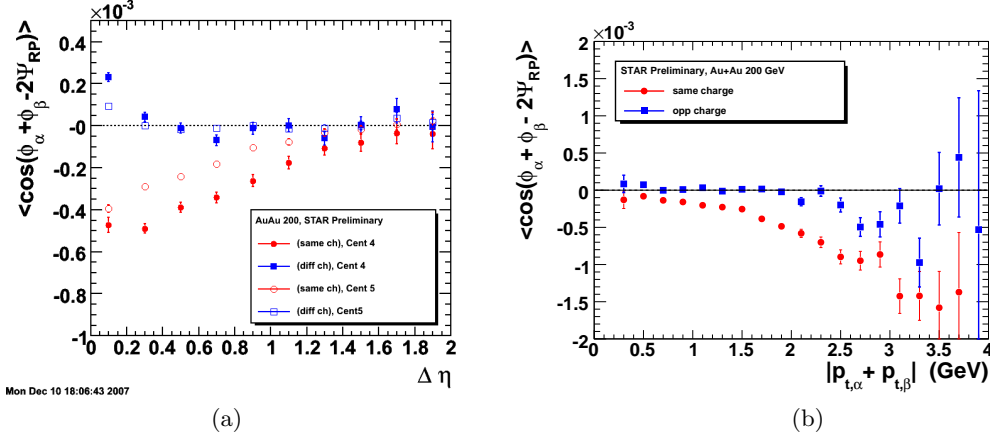 ×10⁻³
<cos(ϕα + ϕβ - 2ΨRP)>
0.4
0.2
-0
-0.2
-0.4
-0.6
-0.8
-1
AuAu 200, STAR Preliminary
(same ch), Cent 4
(diff ch), Cent 4
(same ch), Cent 5
(diff ch), Cent5
0 0.2 0.4 0.6 0.8 1 1.2 1.4 1.6 1.8 2
Δ η
Mon Dec 10 18:06:43 2007
(a)
×10⁻³
<cos(ϕα + ϕβ - 2ΨRP)>
2
1.5
1
0.5
0
-0.5
-1
-1.5
-2
STAR Preliminary, Au+Au 200 GeV
same charge
opp charge
0 0.5 1 1.5 2 2.5 3 3.5 4
|pt,α + pt,β| (GeV)
(b)